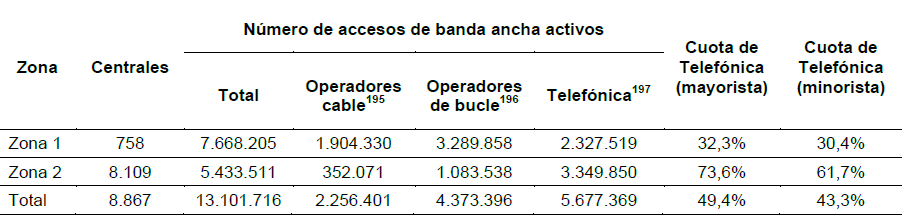 Número de accesos de banda ancha activos
Zona Centrales Total Operadores cable195 Operadores de bucle196 Telefónica197 Cuota de Telefónica (mayorista) Cuota de Telefónica (minorista)
Zona 1 758 7.668.205 1.904.330 3.289.858 2.327.519 32,3% 30,4%
Zona 2 8.109 5.433.511 352.071 1.083.538 3.349.850 73,6% 61,7%
Total 8.867 13.101.716 2.256.401 4.373.396 5.677.369 49,4% 43,3%